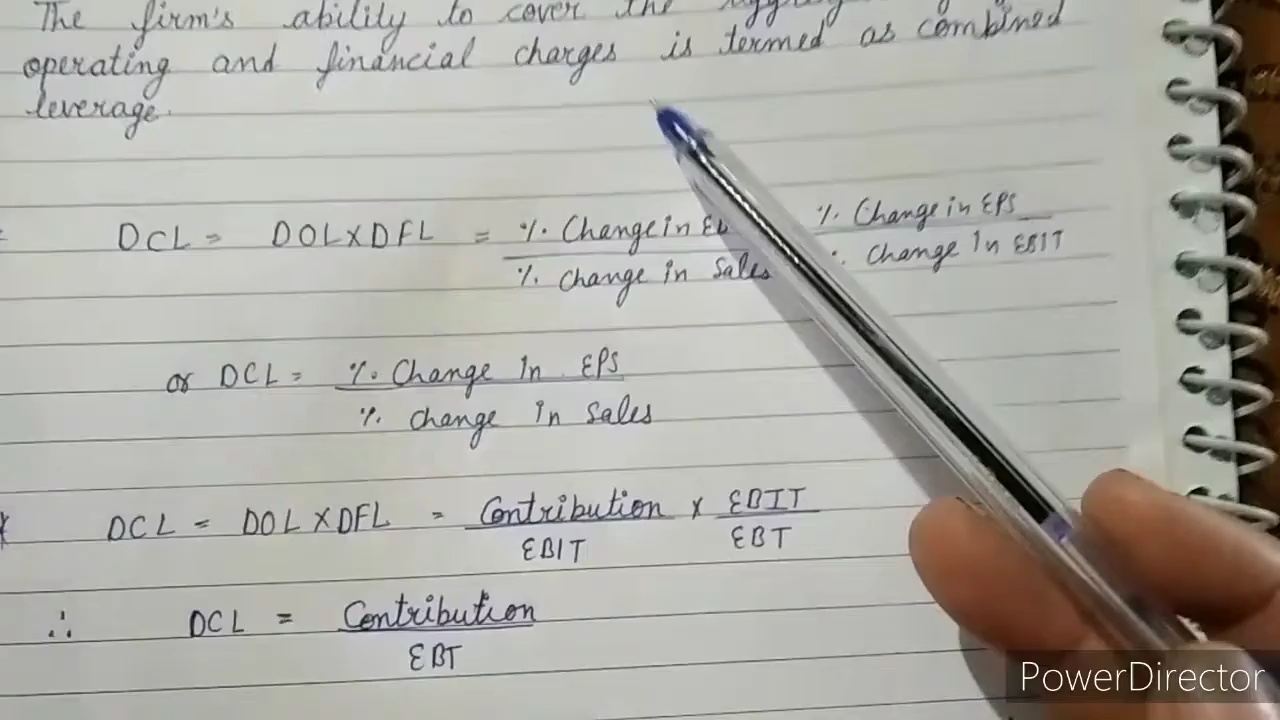 The firm's ability to cover the
operating and financial charges is termed as combined
leverage.
DCL = DOL X DFL = % Change in % Change in EPS
% Change in Sales Change In EBIT
or DCL = % Change In EPS
% Change in Sales
* DCL = DOL X DFL = Contribution x EBIT
EBIT EBT
∴ DCL = Contribution
EBT
PowerDirector